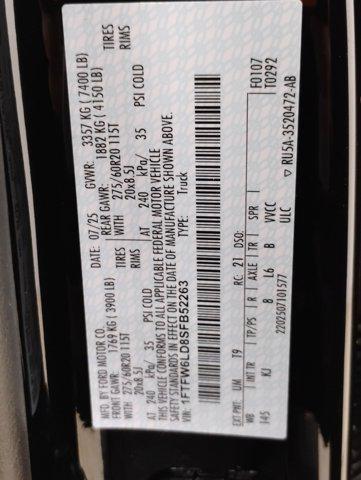 MFD. BY FORD MOTOR CO.
DATE: 07/25 GVWR: 3357 KG (7400 LB)
FRONT GAWR: 1769 KG (3900 LB) REAR GAWR: 1882 KG (4150 LB)
WITH 275/60R20 115T TIRES WITH 275/60R20 115T TIRES
20x8.5J RIMS 20x8.5J RIMS
AT 240 kPa/ 35 PSI COLD AT 240 kPa/ 35 PSI COLD
THIS VEHICLE CONFORMS TO ALL APPLICABLE FEDERAL MOTOR VEHICLE
SAFETY STANDARDS IN EFFECT ON THE DATE OF MANUFACTURE SHOWN ABOVE.
VIN: 1FTFW6LD8SFB52263 TYPE: Truck
F0107
T0292
EXT PNT: UM T9 RC: 21 DSO:
WB TP/PS R AXLE TR SPR
145 KJ 8 L6 B VVCC
2202507101577 ULC
▽ RU5A-3520472-AB